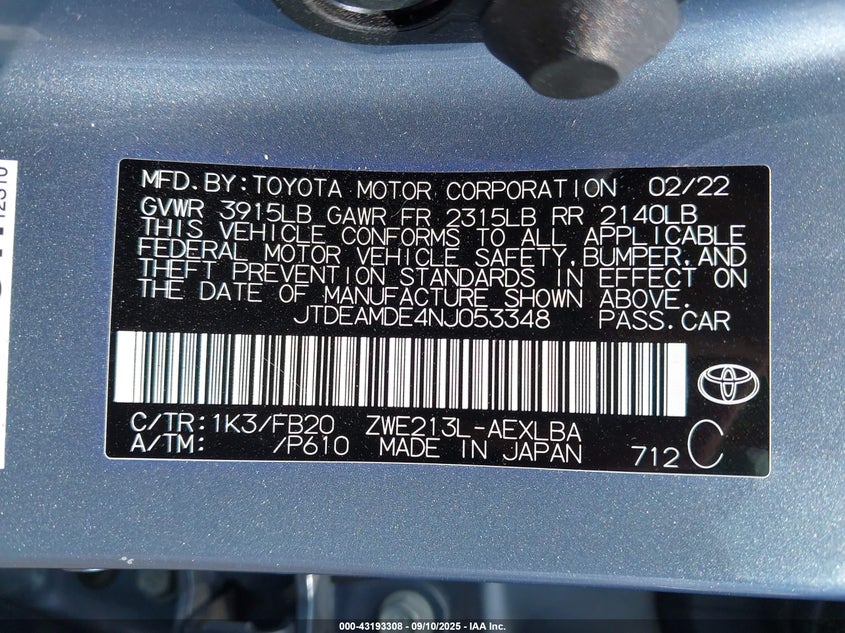 MFD.BY:TOYOTA MOTOR CORPORATION 02/22
GVWR 3915LB GAWR FR 2315LB RR 2140LB
THIS VEHICLE CONFORMS TO ALL APPLICABLE
FEDERAL MOTOR VEHICLE SAFETY,BUMPER,AND
THEFT PREVENTION STANDARDS IN EFFECT ON
THE DATE OF MANUFACTURE SHOWN ABOVE.
JTDEAMDE4NJ053348 PASS.CAR
C/TR:1K3/FB20 ZWE213L-AEXLBA
A/TM: /P610 MADE IN JAPAN 712 C
000-43193308 - 09/10/2025 - IAA Inc.